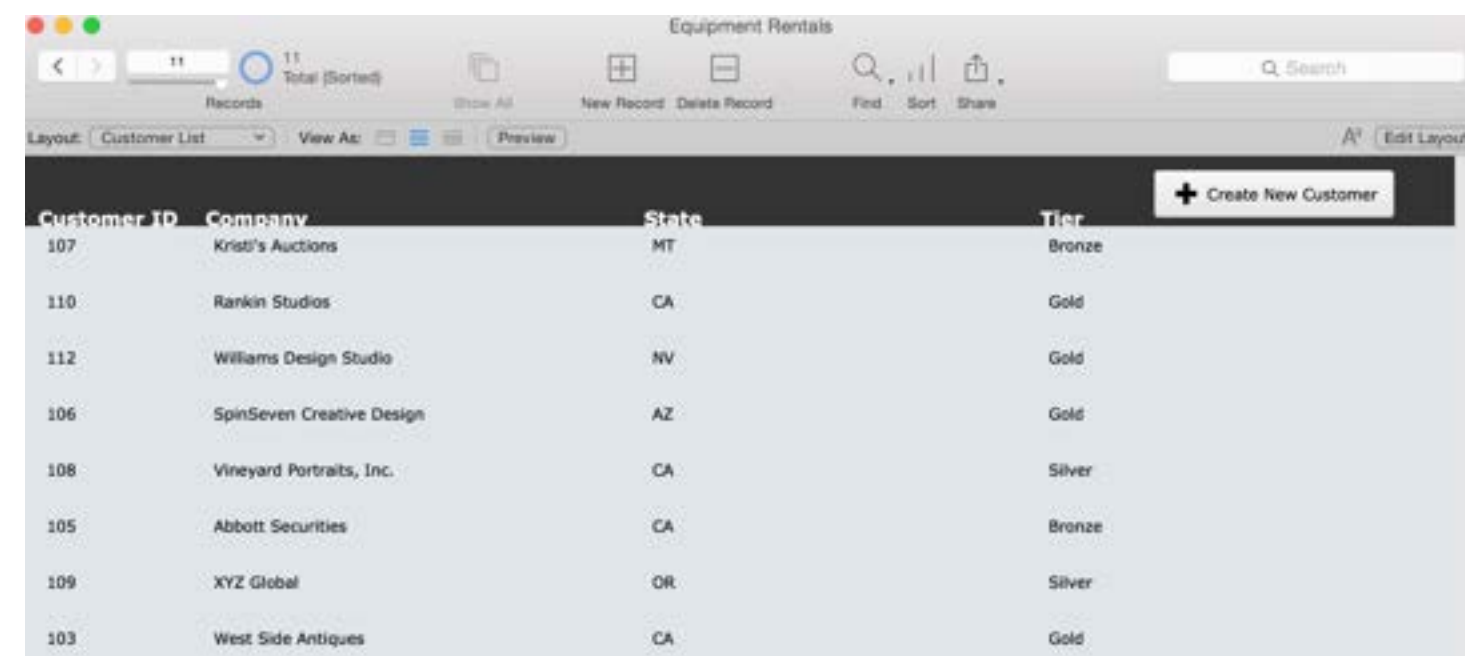 Equipment Rentals
11
11
Total (Sorted)
Records
Show All
New Record
Delete Record
Find
Sort
Share
Search
Layout: Customer List
View As:
Preview
Aª
Edit Layout
Create New Customer
Customer ID Company State Tier
107 Kristi's Auctions MT Bronze
110 Rankin Studios CA Gold
112 Williams Design Studio NV Gold
106 SpinSeven Creative Design AZ Gold
108 Vineyard Portraits, Inc. CA Silver
105 Abbott Securities CA Bronze
109 XYZ Global OR Silver
103 West Side Antiques CA Gold